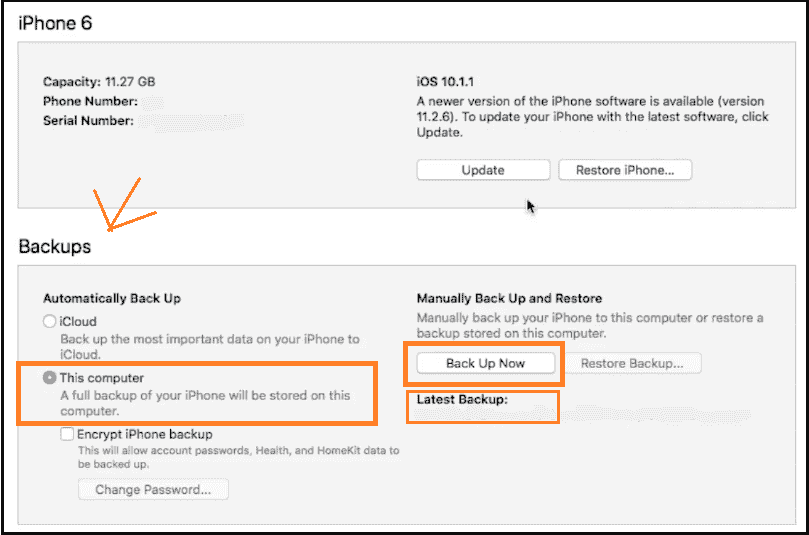 iPhone 6
Capacity: 11.27 GB
Phone Number:
Serial Number:
iOS 10.1.1
A newer version of the iPhone software is available (version
11.2.6). To update your iPhone with the latest software, click
Update.
Update
Restore iPhone...
Backups
Automatically Back Up
iCloud
Back up the most important data on your iPhone to
iCloud.
This computer
A full backup of your iPhone will be stored on this
computer.
Encrypt iPhone backup
This will allow account passwords, Health, and HomeKit data to
be backed up.
Change Password...
Manually Back Up and Restore
Manually back up your iPhone to this computer or restore a
backup stored on this computer.
Back Up Now
Restore Backup...
Latest Backup: